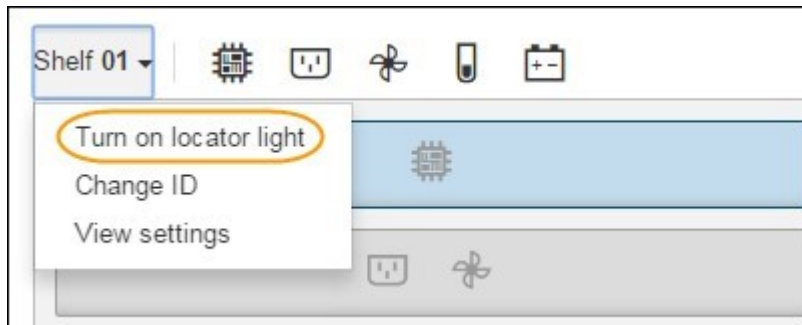 Shelf 01
Turn on locator light
Change ID
View settings